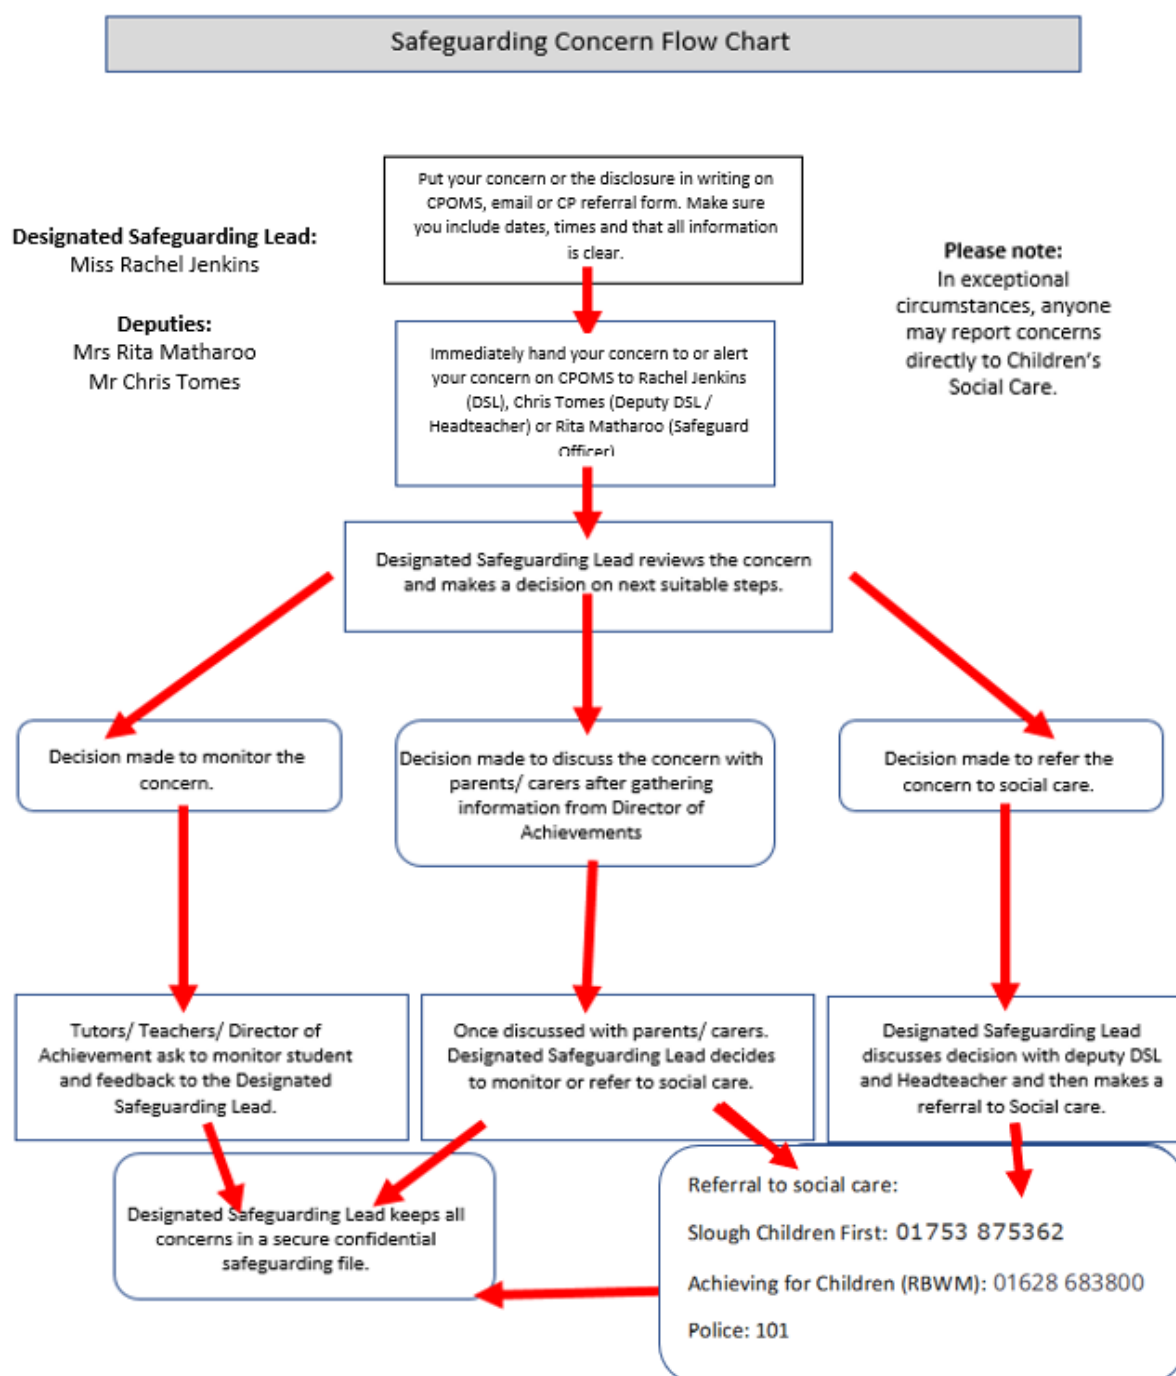 Safeguarding Concern Flow Chart
Put your concern or the disclosure in writing on
CPOMS, email or CP referral form. Make sure
you include dates, times and that all information
is clear.
Designated Safeguarding Lead:
Miss Rachel Jenkins
Deputies:
Mrs Rita Matharoo
Mr Chris Tomes
Please note:
In exceptional
circumstances, anyone
may report concerns
directly to Children's
Social Care.
Immediately hand your concern to or alert
your concern on CPOMS to Rachel Jenkins
(DSL), Chris Tomes (Deputy DSL /
Headteacher) or Rita Matharoo (Safeguard
Officer)
Designated Safeguarding Lead reviews the concern
and makes a decision on next suitable steps.
Decision made to monitor the
concern.
Decision made to discuss the concern with
parents/ carers after gathering
information from Director of
Achievements
Decision made to refer the
concern to social care.
Tutors/ Teachers/ Director of
Achievement ask to monitor student
and feedback to the Designated
Safeguarding Lead.
Once discussed with parents/ carers.
Designated Safeguarding Lead decides
to monitor or refer to social care.
Designated Safeguarding Lead
discusses decision with deputy DSL
and Headteacher and then makes a
referral to Social care.
Designated Safeguarding Lead keeps all
concerns in a secure confidential
safeguarding file.
Referral to social care:
Slough Children First: 01753 875362
Achieving for Children (RBWM): 01628 683800
Police: 101